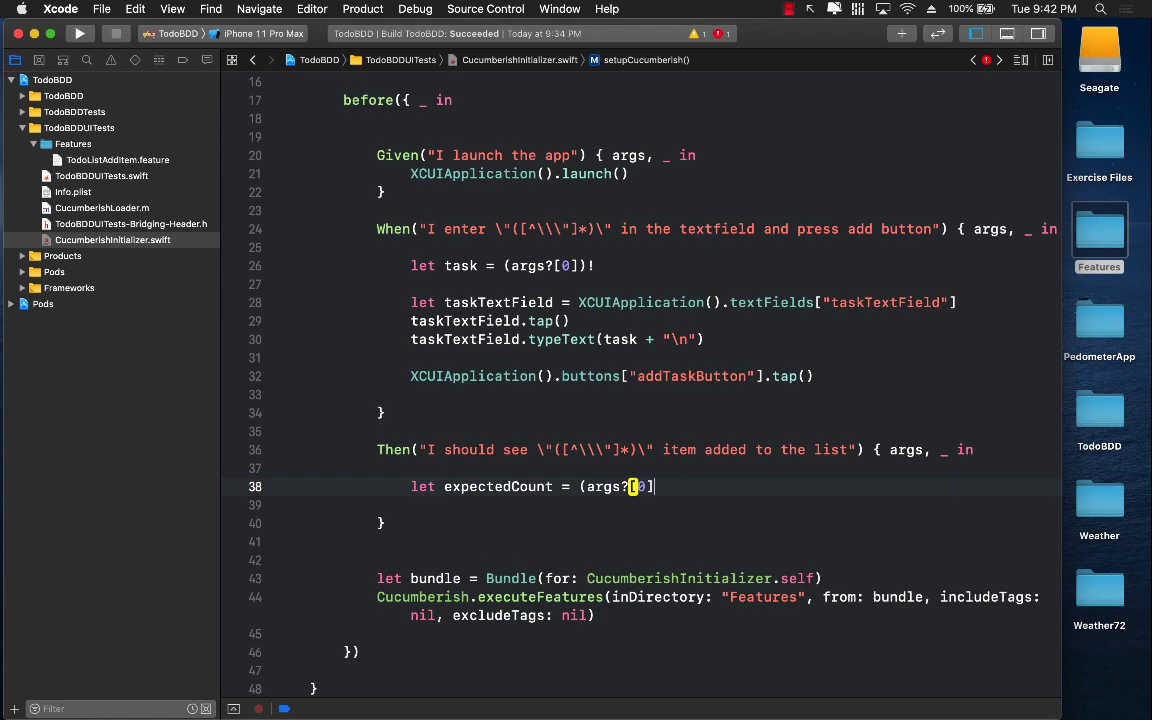 Xcode File Edit View Find Navigate Editor Product Debug Source Control Window Help 100% Tue 9:42 PM
TodoBDD iPhone 11 Pro Max TodoBDD | Build TodoBDD: Succeeded | Today at 9:34 PM 1 1
TodoBDD TodoBDDUITests CucumberishInitializer.swift M setupCucumberish()
TodoBDD
TodoBDD
TodoBDDTests
TodoBDDUITests
Features
TodoListAddItem.feature
TodoBDDUITests.swift
Info.plist
CucumberishLoader.m
TodoBDDUITests-Bridging-Header.h
CucumberishInitializer.swift
Products
Pods
Frameworks
Pods
Filter
16
17 before({ _ in
18
19
20 Given("I launch the app") { args, _ in
21 XCUIApplication().launch()
22 }
23
24 When("I enter \"([^\\\"]*)\" in the textfield and press add button") { args, _ in
25
26 let task = (args?[0])!
27
28 let taskTextField = XCUIApplication().textFields["taskTextField"]
29 taskTextField.tap()
30 taskTextField.typeText(task + "\n")
31
32 XCUIApplication().buttons["addTaskButton"].tap()
33
34 }
35
36 Then("I should see \"([^\\\"]*)\" item added to the list") { args, _ in
37
38 let expectedCount = (args?[0]
39
40 }
41
42
43 let bundle = Bundle(for: CucumberishInitializer.self)
44 Cucumberish.executeFeatures(inDirectory: "Features", from: bundle, includeTags:
nil, excludeTags: nil)
45
46 })
47
48 }
Seagate
Exercise Files
Features
PedometerApp
TodoBDD
Weather
Weather72